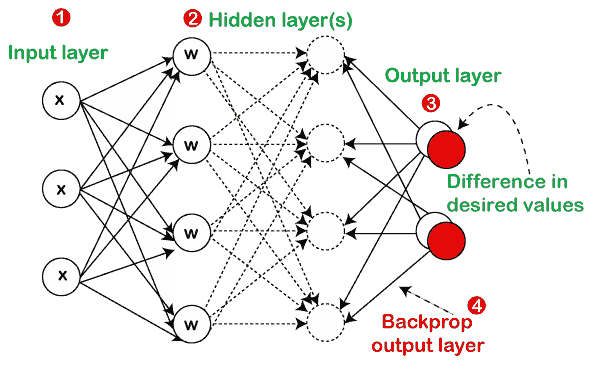 1
Input layer
2
Hidden layer(s)
Output layer
3
x
x
x
w
w
w
w
Difference in
desired values
4
Backprop
output layer